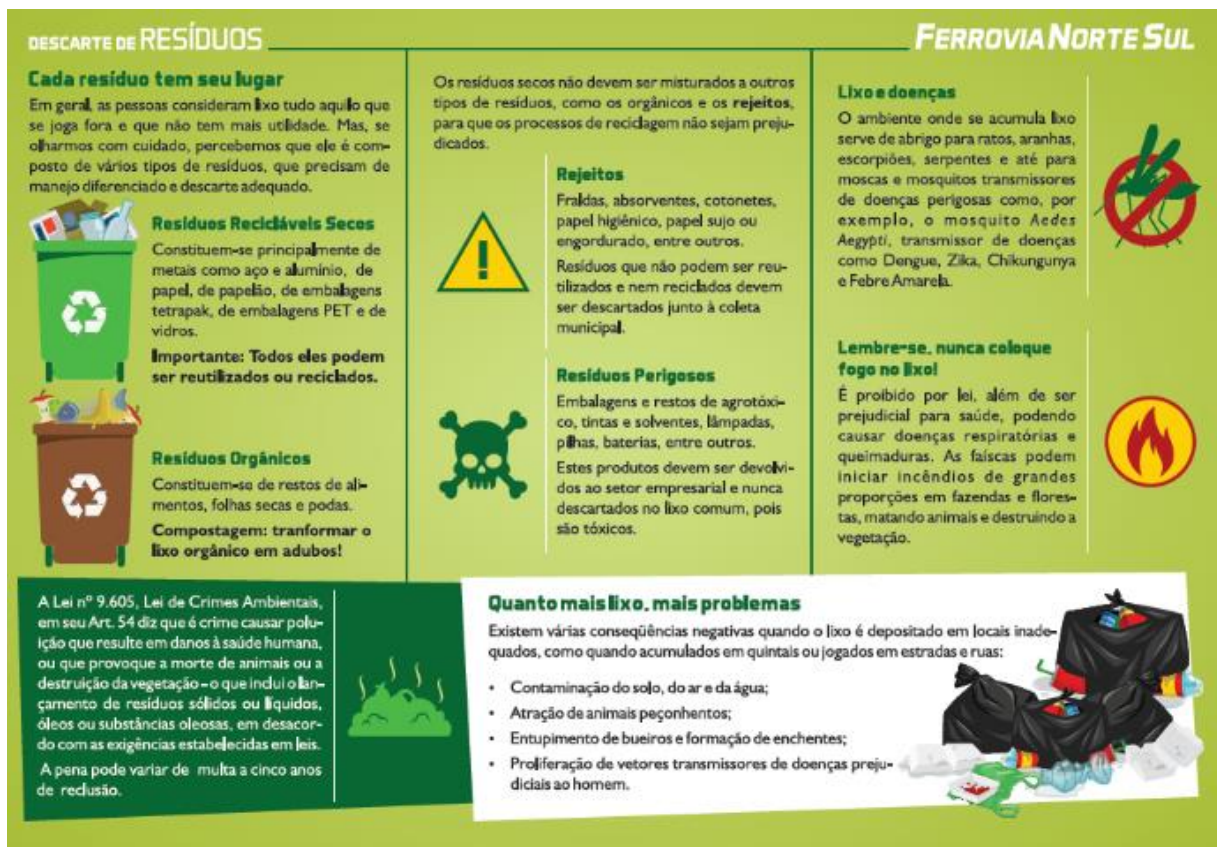 DESCARTE DE RESÍDUOS
FERROVIA NORTE SUL
Cada resíduo tem seu lugar
Em geral, as pessoas consideram lixo tudo aquilo que
se joga fora e que não tem mais utilidade. Mas, se
olharmos com cuidado, percebemos que ele é com-
posto de vários tipos de resíduos, que precisam de
manejo diferenciado e descarte adequado.
Resíduos Recicláveis Secos
Constituem-se principalmente de
metais como aço e alumínio, de
papel, de papelão, de embalagens
tetrapak, de embalagens PET e de
vidros.
Importante: Todos eles podem
ser reutilizados ou reciclados.
Resíduos Orgânicos
Constituem-se de restos de ali-
mentos, folhas secas e podas.
Compostagem: tranformar o
lixo orgânico em adubos!
Os resíduos secos não devem ser misturados a outros
tipos de resíduos, como os orgânicos e os rejeitos,
para que os processos de reciclagem não sejam preju-
dicados.
Rejeitos
Fraldas, absorventes, cotonetes,
papel higiênico, papel sujo ou
engordurado, entre outros.
Resíduos que não podem ser reu-
tilizados e nem reciclados devem
ser descartados junto à coleta
municipal.
Resíduos Perigosos
Embalagens e restos de agrotóxi-
co, tintas e solventes, lâmpadas,
pilhas, baterias, entre outros.
Estes produtos devem ser devolvi-
dos ao setor empresarial e nunca
descartados no lixo comum, pois
são tóxicos.
Lixo e doenças
O ambiente onde se acumula lixo
serve de abrigo para ratos, aranhas,
escorpiões, serpentes e até para
moscas e mosquitos transmissores
de doenças perigosas como, por
exemplo, o mosquito Aedes
Aegypti, transmissor de doenças
como Dengue, Zika, Chikungunya
e Febre Amarela.
Lembre-se, nunca coloque
fogo no lixo!
É proibido por lei, além de ser
prejudicial para saúde, podendo
causar doenças respiratórias e
queimaduras. As faíscas podem
iniciar incêndios de grandes
proporções em fazendas e flores-
tas, matando animais e destruindo a
vegetação.
A Lei nº 9.605, Lei de Crimes Ambientais,
em seu Art. 54 diz que é crime causar polu-
ição que resulte em danos à saúde humana,
ou que provoque a morte de animais ou a
destruição da vegetação – o que inclui o lan-
çamento de resíduos sólidos ou líquidos,
óleos ou substâncias oleosas, em desacor-
do com as exigências estabelecidas em leis.
A pena pode variar de multa a cinco anos
de reclusão.
Quanto mais lixo, mais problemas
Existem várias conseqüências negativas quando o lixo é depositado em locais inade-
quados, como quando acumulados em quintais ou jogados em estradas e ruas:
• Contaminação do solo, do ar e da água;
• Atração de animais peçonhentos;
• Entupimento de bueiros e formação de enchentes;
• Proliferação de vetores transmissores de doenças preju-
diciais ao homem.